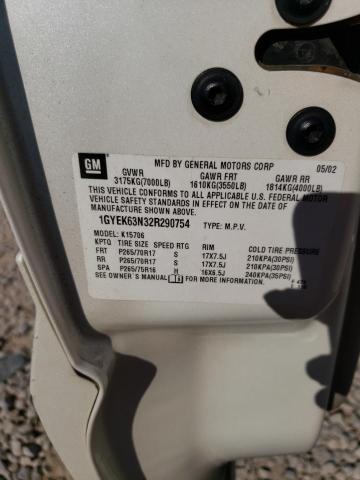 GM
MFD BY GENERAL MOTORS CORP 05/02
GVWR GAWR FRT GAWR RR
3175KG(7000LB) 1610KG(3550LB) 1814KG(4000LB)
THIS VEHICLE CONFORMS TO ALL APPLICABLE U.S. FEDERAL MOTOR
VEHICLE SAFETY STANDARDS IN EFFECT ON THE DATE OF
MANUFACTURE SHOWN ABOVE.
1GYEK63N32R290754 TYPE: M.P.V.
MODEL: K15706
KPTQ TIRE SIZE SPEED RTG RIM COLD TIRE PRESSURE
FRT P265/70R17 S 17X7.5J 210KPA(30PSI)
RR P265/70R17 S 17X7.5J 210KPA(30PSI)
SPA P265/75R16 H 16X6.5J 240KPA(35PSI)
SEE OWNER'S MANUAL FOR MORE INFORMATION.